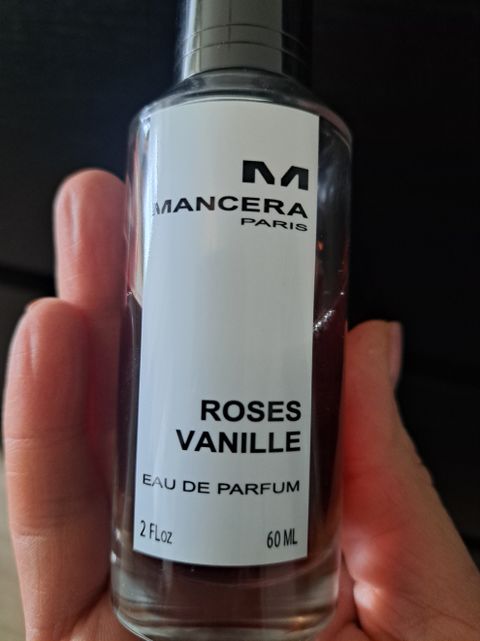 M
MANCERA
PARIS
ROSES
VANILLE
EAU DE PARFUM
2 FLoz 60 ML